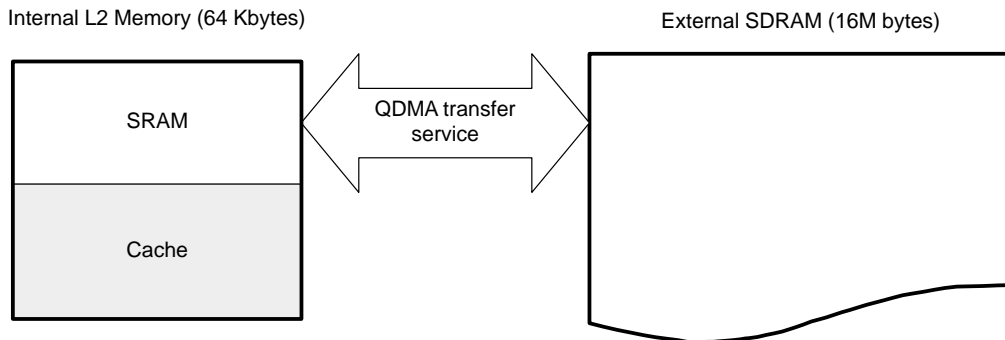 Internal L2 Memory (64 Kbytes)
External SDRAM (16M bytes)
SRAM
QDMA transfer
service
Cache